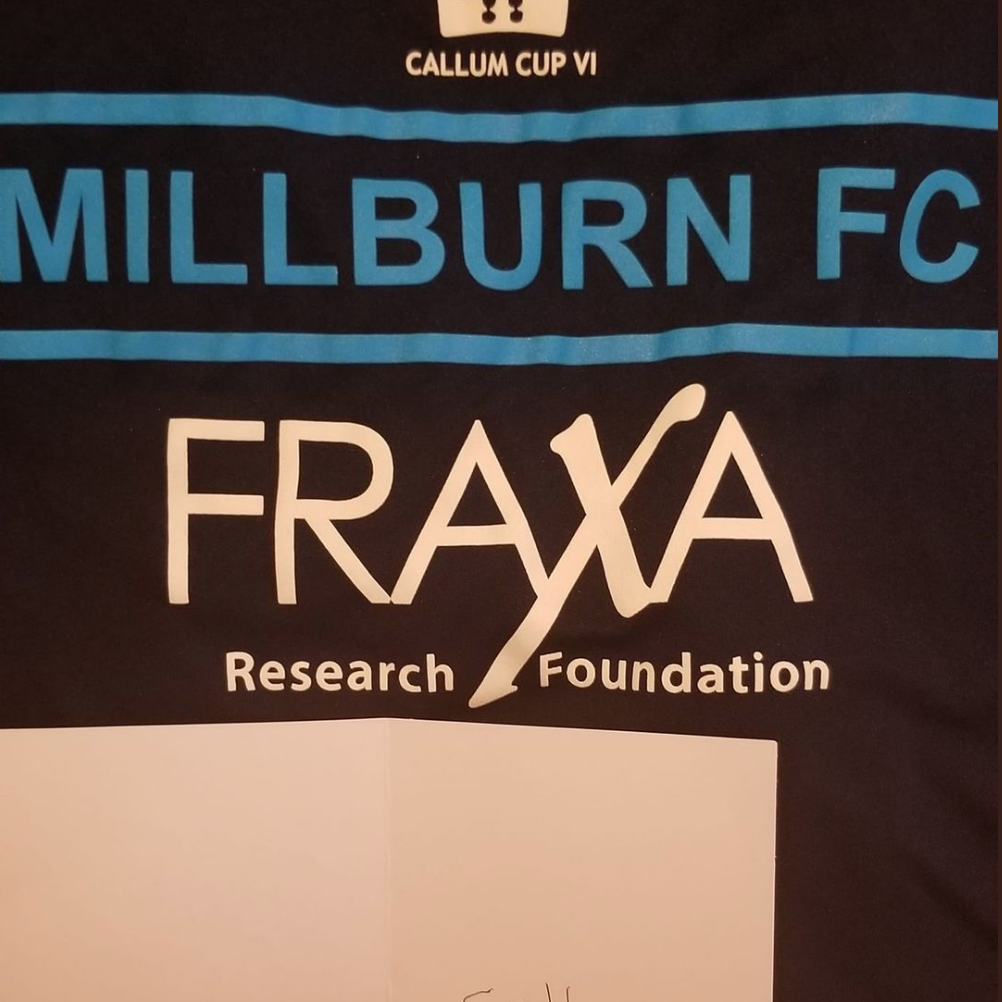 CALLUM CUP VI
MILLBURN FC
FRAXA
Research Foundation